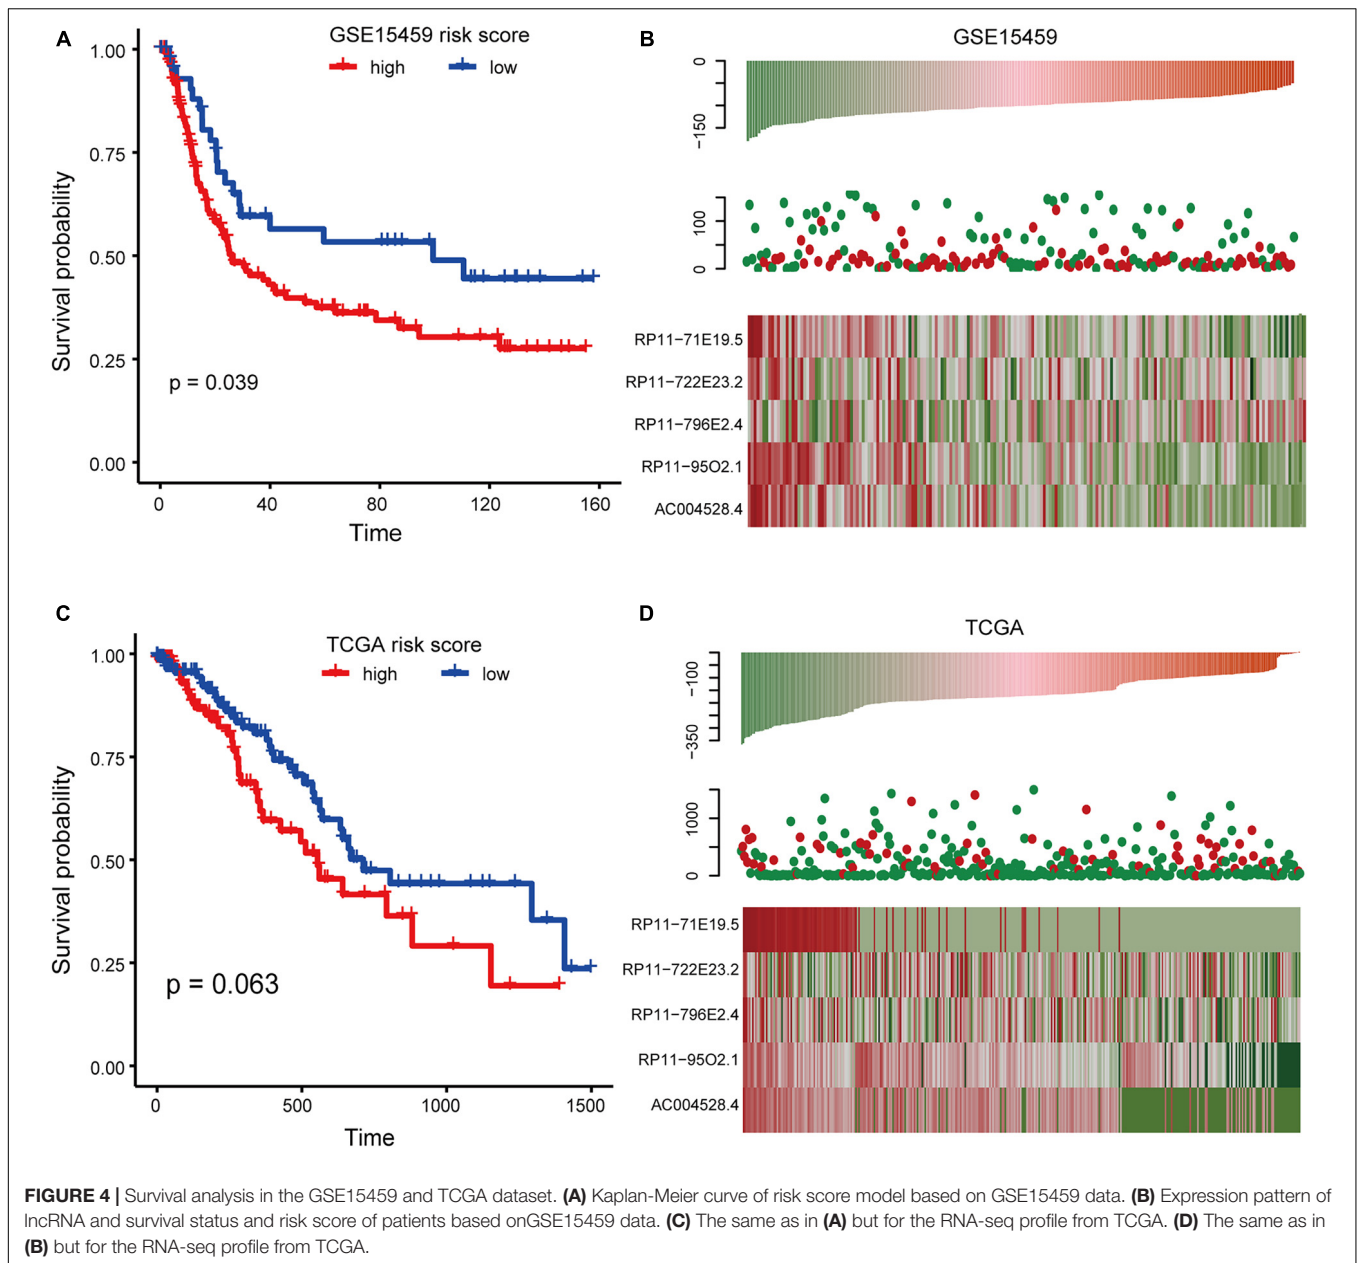 A
GSE15459 risk score
high low
1.00
0.75
0.50
0.25
0.00
Survival probability
p = 0.039
0 40 80 120 160
Time
B
GSE15459
0
−150
100
0
RP11−71E19.5
RP11−722E23.2
RP11−796E2.4
RP11−95O2.1
AC004528.4
C
TCGA risk score
high low
1.00
0.75
0.50
0.25
0.00
Survival probability
p = 0.063
0 500 1000 1500
Time
D
TCGA
−100
−350
1000
0
RP11−71E19.5
RP11−722E23.2
RP11−796E2.4
RP11−95O2.1
AC004528.4
FIGURE 4 | Survival analysis in the GSE15459 and TCGA dataset. (A) Kaplan-Meier curve of risk score model based on GSE15459 data. (B) Expression pattern of
lncRNA and survival status and risk score of patients based onGSE15459 data. (C) The same as in (A) but for the RNA-seq profile from TCGA. (D) The same as in
(B) but for the RNA-seq profile from TCGA.